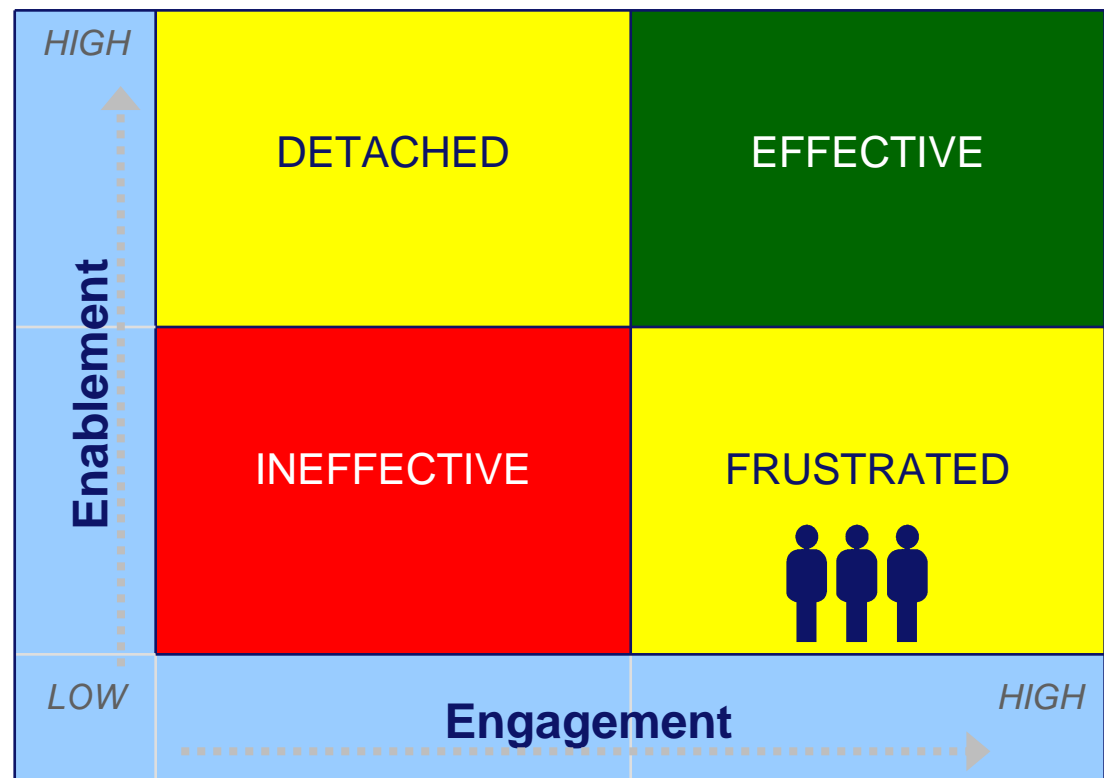 HIGH
DETACHED
EFFECTIVE
Enablement
INEFFECTIVE
FRUSTRATED
LOW
Engagement
HIGH